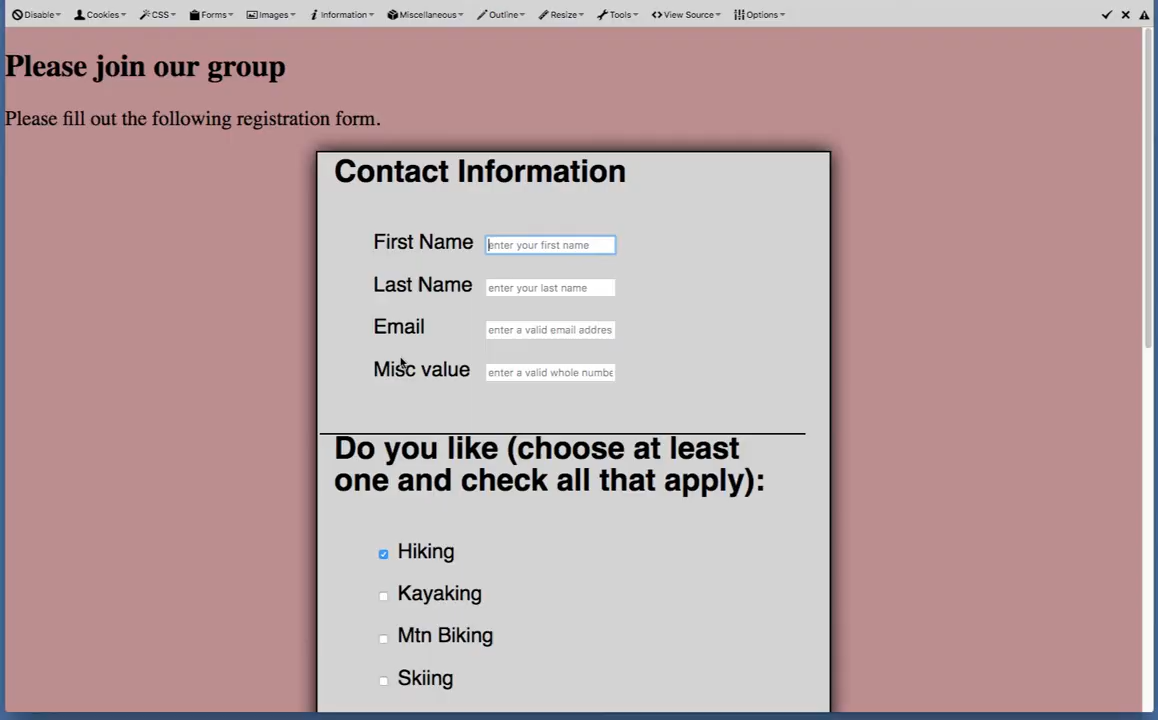 Disable Cookies CSS Forms Images Information Miscellaneous Outline Resize Tools View Source Options
Please join our group
Please fill out the following registration form.
Contact Information
First Name enter your first name
Last Name enter your last name
Email enter a valid email addres
Misc value enter a valid whole numbe
Do you like (choose at least
one and check all that apply):
Hiking
Kayaking
Mtn Biking
Skiing